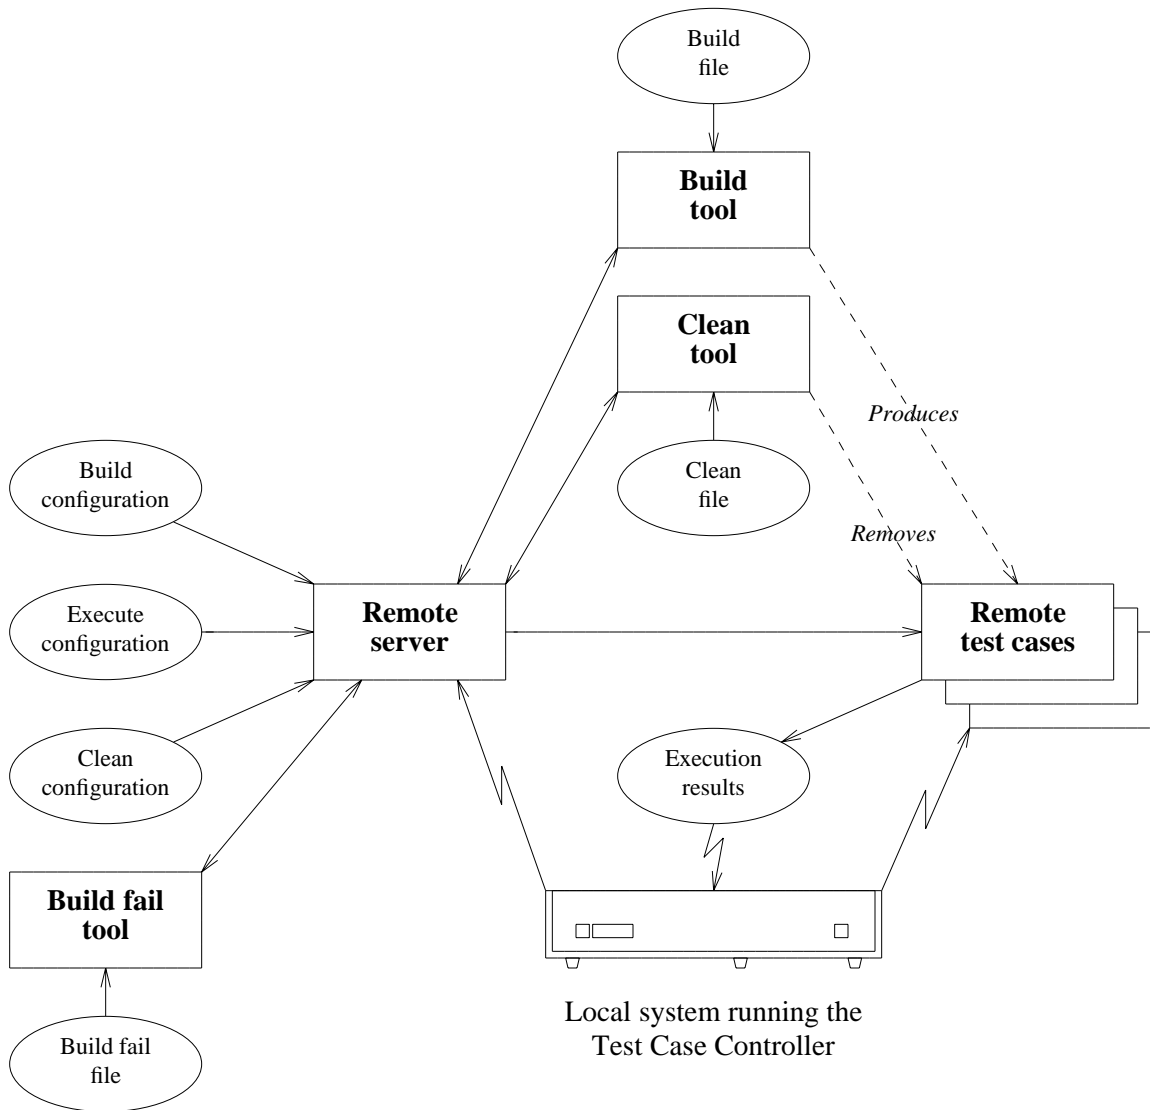 Build
file
Build
tool
Clean
tool
Produces
Build
configuration
Clean
file
Removes
Execute
configuration
Remote
server
Remote
test cases
Clean
configuration
Execution
results
Build fail
tool
Local system running the
Test Case Controller
Build fail
file